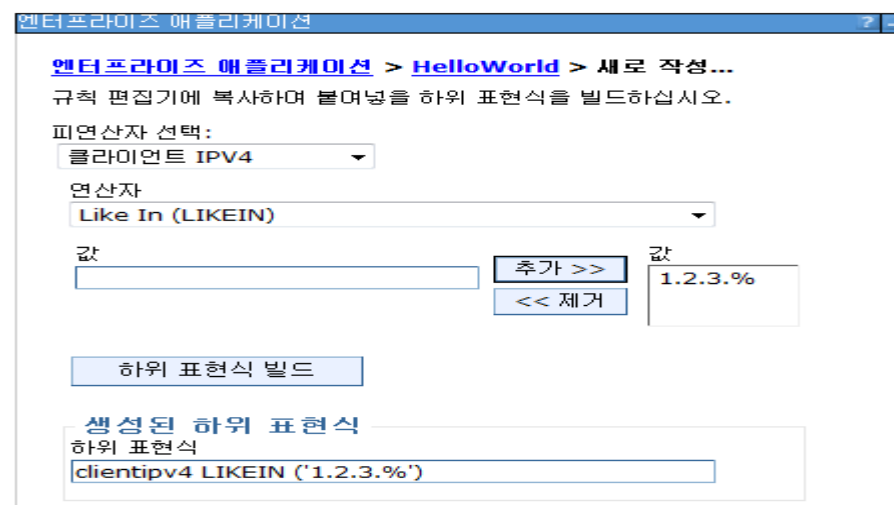 엔터프라이즈 애플리케이션
엔터프라이즈 애플리케이션 > HelloWorld > 새로 작성...
규칙 편집기에 복사하여 붙여넣을 하위 표현식을 빌드하십시오.
피연산자 선택:
클라이언트 IPV4
연산자
Like In (LIKEIN)
값
추가 >>
<< 제거
값
1.2.3.%
하위 표현식 빌드
생성된 하위 표현식
하위 표현식
clientipv4 LIKEIN ('1.2.3.%')